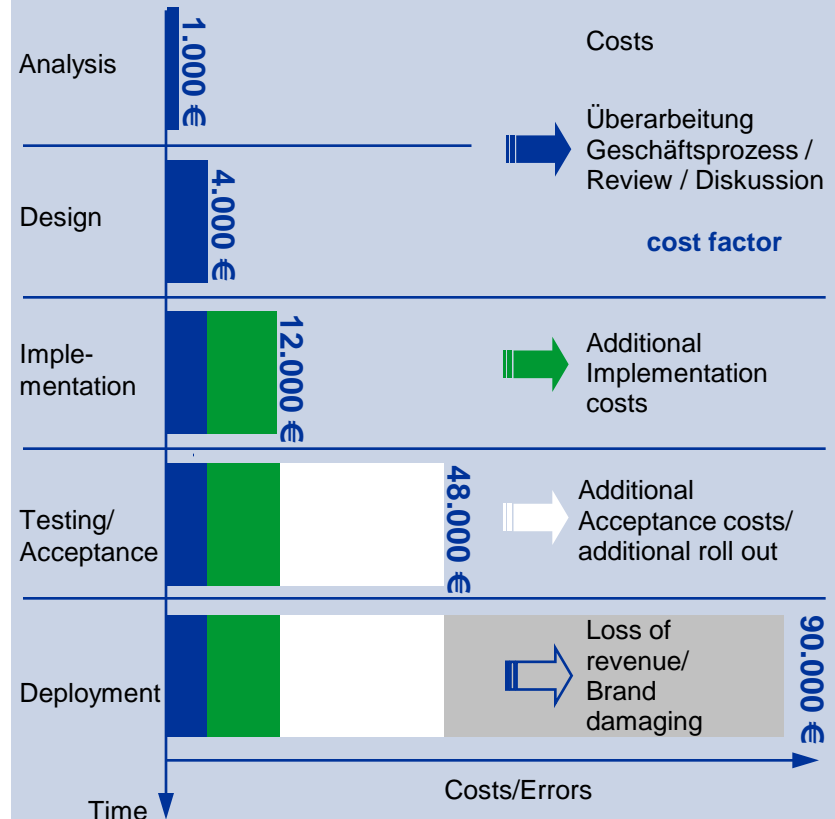 Costs
Analysis
1.000 €
Überarbeitung
Geschäftsprozess /
Review / Diskussion
Design
4.000 €
cost factor
Imple-
mentation
12.000 €
Additional
Implementation
costs
Testing/
Acceptance
48.000 €
Additional
Acceptance costs/
additional roll out
Deployment
Loss of
revenue/
Brand
damaging
90.000 €
Costs/Errors
Time